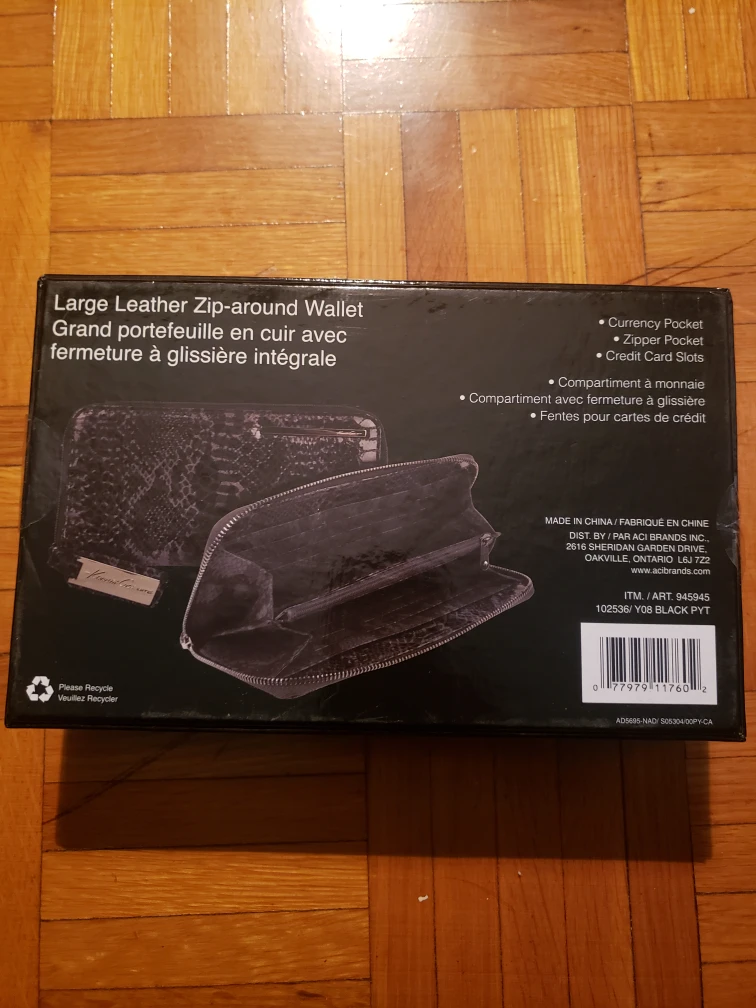 Large Leather Zip-around Wallet
Grand portefeuille en cuir avec
fermeture à glissière intégrale
• Currency Pocket
• Zipper Pocket
• Credit Card Slots
• Compartiment à monnaie
• Compartiment avec fermeture à glissière
• Fentes pour cartes de crédit
MADE IN CHINA / FABRIQUÉ EN CHINE
DIST. BY / PAR ACI BRANDS INC.,
2616 SHERIDAN GARDEN DRIVE,
OAKVILLE, ONTARIO L6J 7Z2
www.acibrands.com
ITM. / ART. 945945
102536/ Y08 BLACK PYT
0 77979 11760 2
Please Recycle
Veuillez Recycler
AD5695-NAD/ S05304/00PY-CA